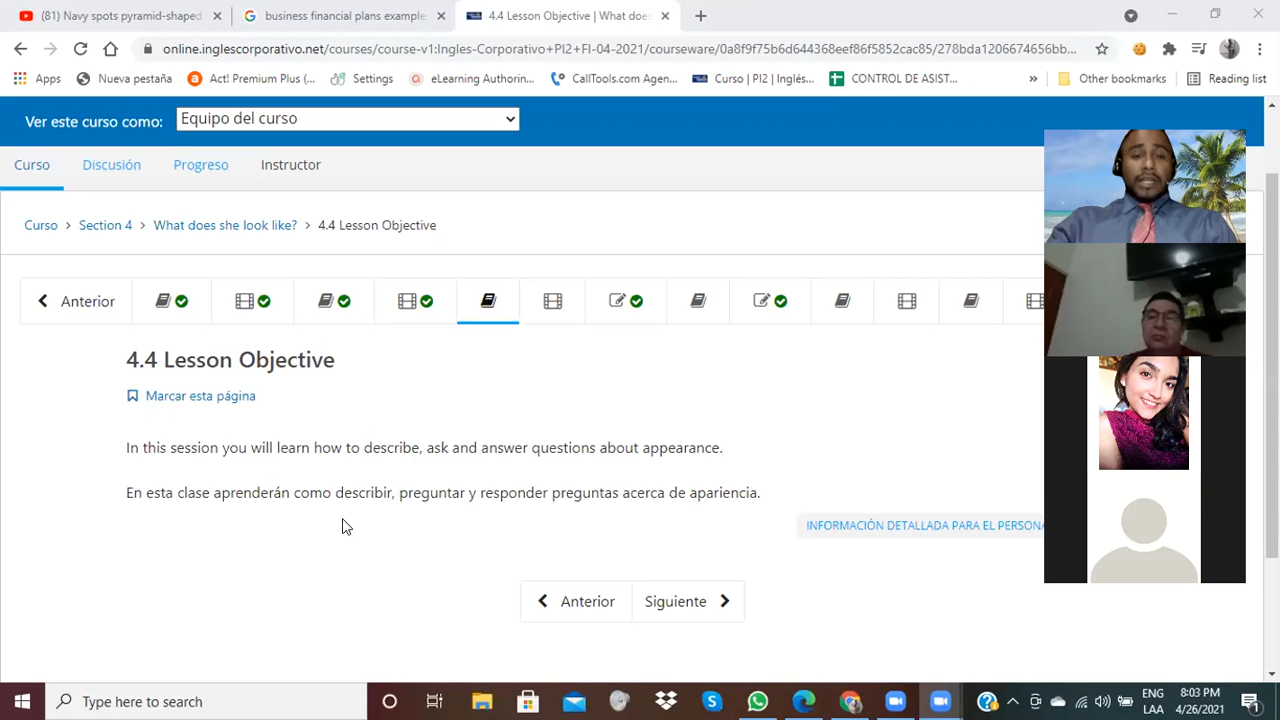 (81) Navy spots pyramid-shaped
business financial plans example
4.4 Lesson Objective | What does
online.inglescorporativo.net/courses/course-v1:Ingles-Corporativo+PI2+FI-04-2021/courseware/0a8f9f75b6d644368eef86f5852cac85/278bda1206674656bb...
Apps Nueva pestaña Act! Premium Plus (... Settings eLearning Authorin... CallTools.com Agen... Curso | PI2 | Inglés... CONTROL DE ASIST... » Other bookmarks Reading list
Ver este curso como: Equipo del curso
Curso Discusión Progreso Instructor
Curso > Section 4 > What does she look like? > 4.4 Lesson Objective
Anterior
4.4 Lesson Objective
Marcar esta página
In this session you will learn how to describe, ask and answer questions about appearance.
En esta clase aprenderán como describir, preguntar y responder preguntas acerca de apariencia.
INFORMACIÓN DETALLADA PARA EL PERSONA
Anterior Siguiente
Type here to search
ENG 8:03 PM
LAA 4/26/2021